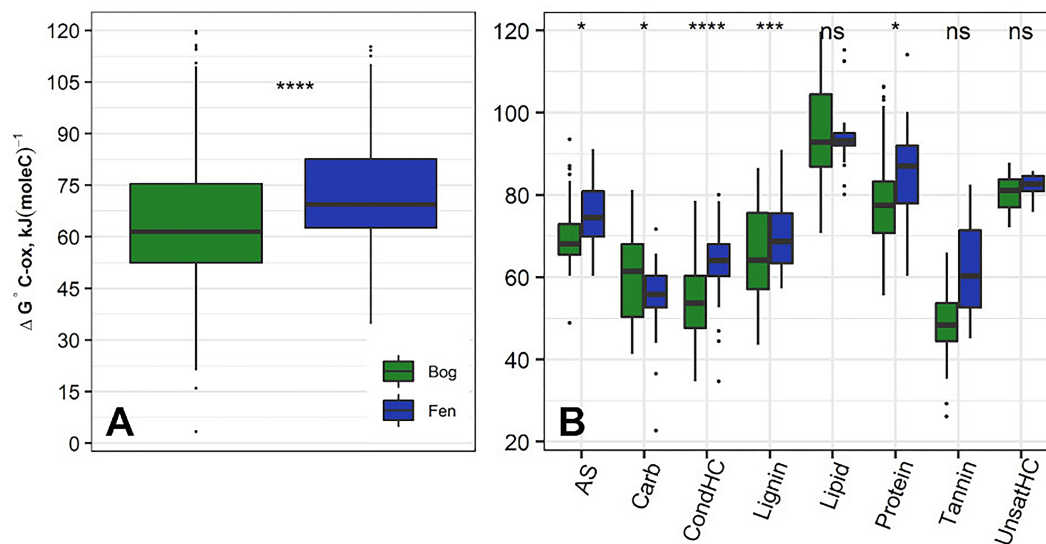 Δ G° C-ox, kJ(moleC)⁻¹
120
105
90
75
60
45
30
15
0
****
Bog
Fen
A
120
100
80
60
40
20
* * **** *** ns * ns ns
B
AS
Carb
CondHC
Lignin
Lipid
Protein
Tannin
UnsatHC